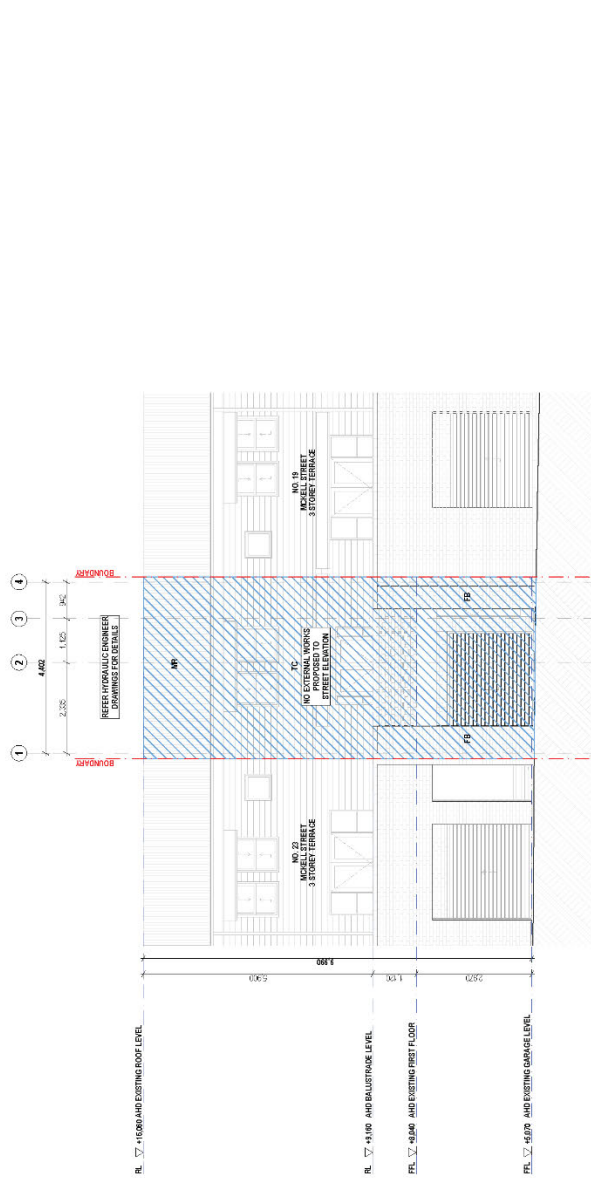 1
2
3
4
4,402
2,335
1,125
942
BOUNDARY
BOUNDARY
REFER HYDRAULIC ENGINEER
DRAWINGS FOR DETAILS
MR
TC
NO EXTERNAL WORKS
PROPOSED TO
STREET ELEVATION
NO. 23
MCKELL STREET
3 STOREY TERRACE
NO. 19
MCKELL STREET
3 STOREY TERRACE
FB
FB
9,990
5,900
1,120
2,970
RL +15,060 AHD EXISTING ROOF LEVEL
RL +9,160 AHD BALUSTRADE LEVEL
FFL +8,040 AHD EXISTING FIRST FLOOR
FFL +5,070 AHD EXISTING GARAGE LEVEL